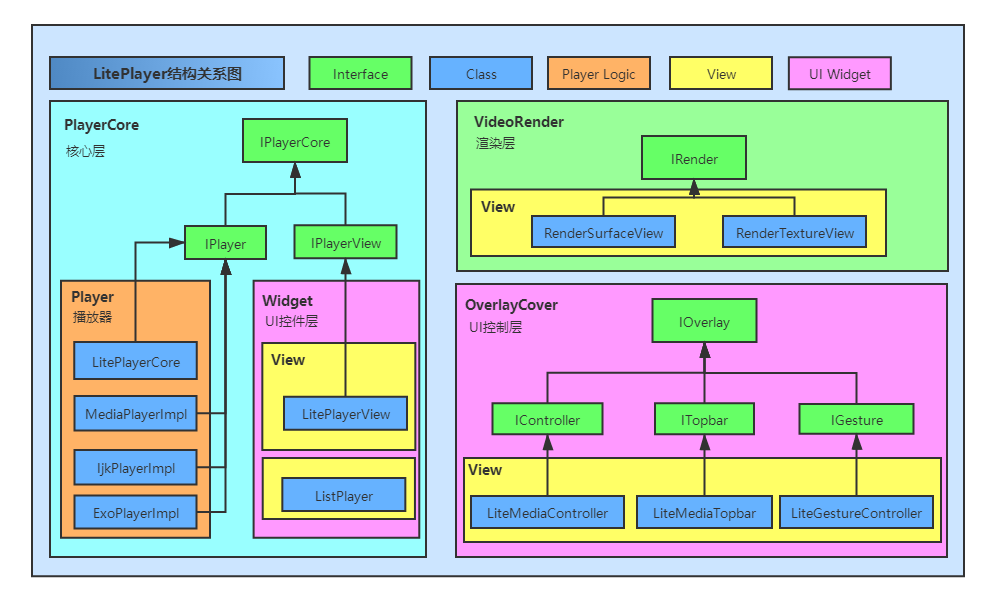 LitePlayer结构关系图
Interface
Class
Player Logic
View
UI Widget
PlayerCore
核心层
IPlayerCore
IPlayer
IPlayerView
Player
播放器
LitePlayerCore
MediaPlayerImpl
IjkPlayerImpl
ExoPlayerImpl
Widget
UI控件层
View
LitePlayerView
ListPlayer
VideoRender
渲染层
IRender
View
RenderSurfaceView
RenderTextureView
OverlayCover
UI控制层
IOverlay
IController
ITopbar
IGesture
View
LiteMediaController
LiteMediaTopbar
LiteGestureController